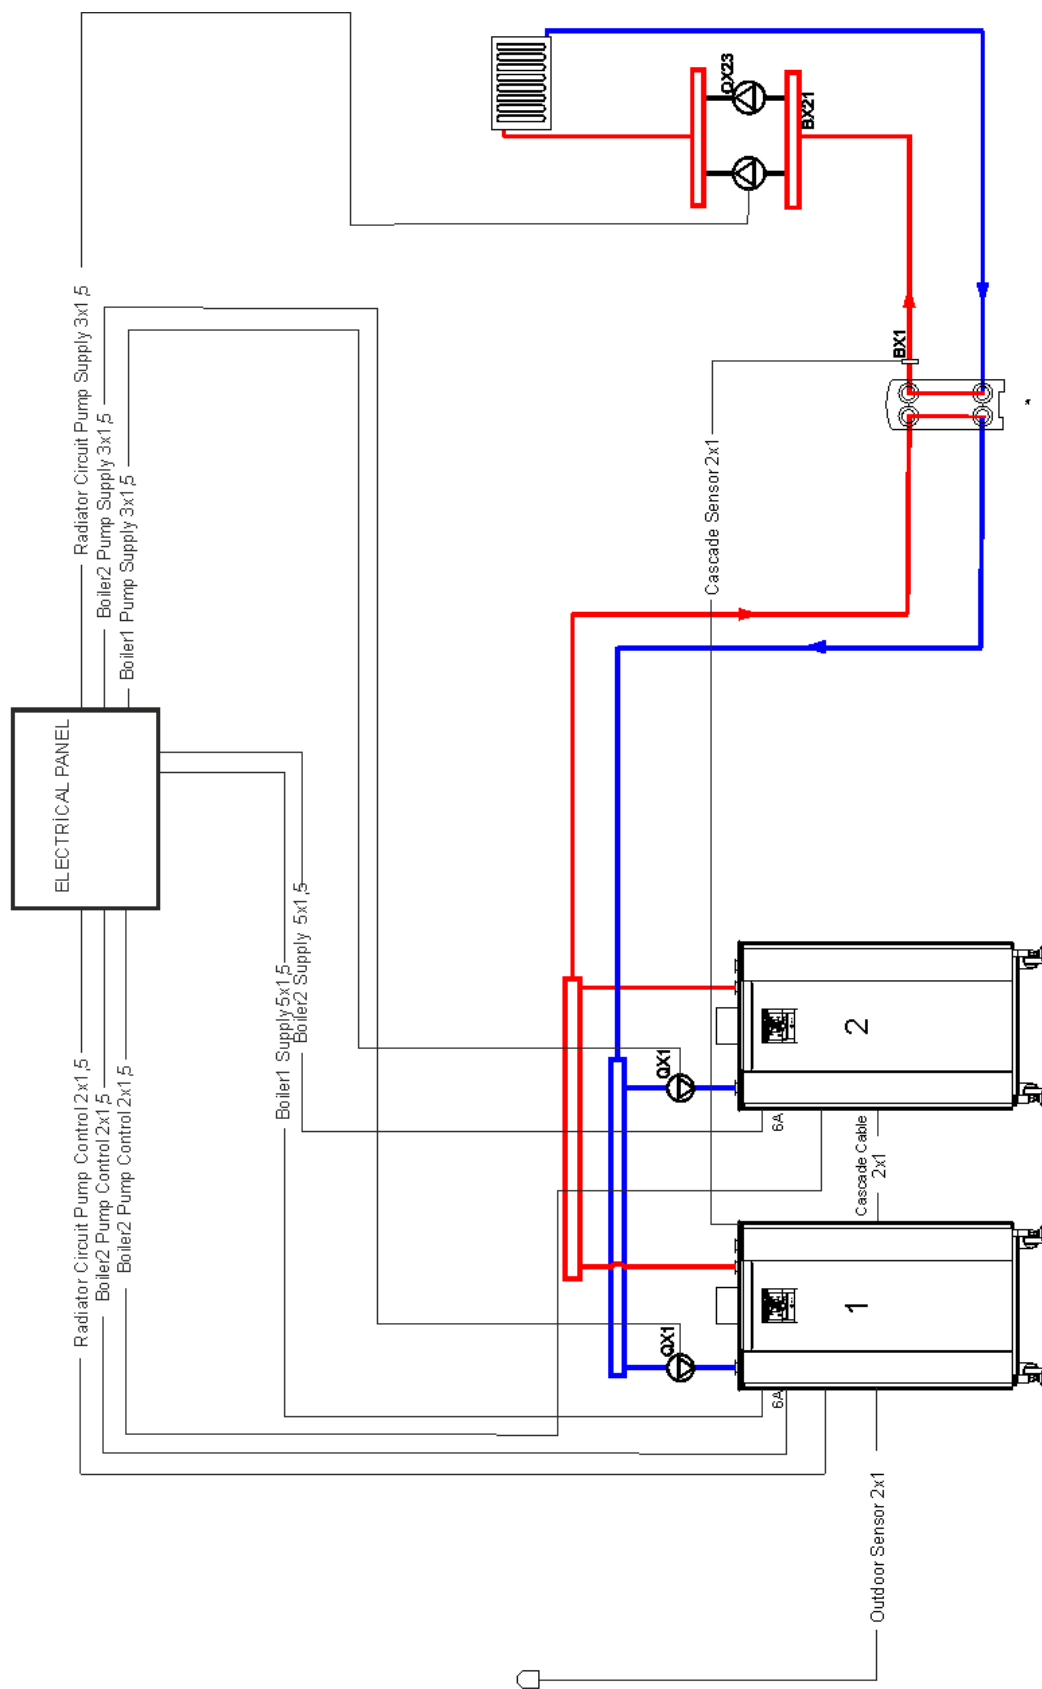 Radiator Circuit Pump Supply 3x1,5
Boiler2 Pump Supply 3x1,5
Boiler1 Pump Supply 3x1,5
ELECTRİCAL PANEL
Radiator Circuit Pump Control 2x1,5
Boiler2 Pump Control 2x1,5
Boiler2 Pump Control 2x1,5
Boiler1 Supply 5x1,5
Boiler2 Supply 5x1,5
QX23
BX21
BX1
Cascade Sensor 2x1
*
QX1
QX1
6A
6A
2
1
Cascade Cable
2x1
Outdoor Sensor 2x1